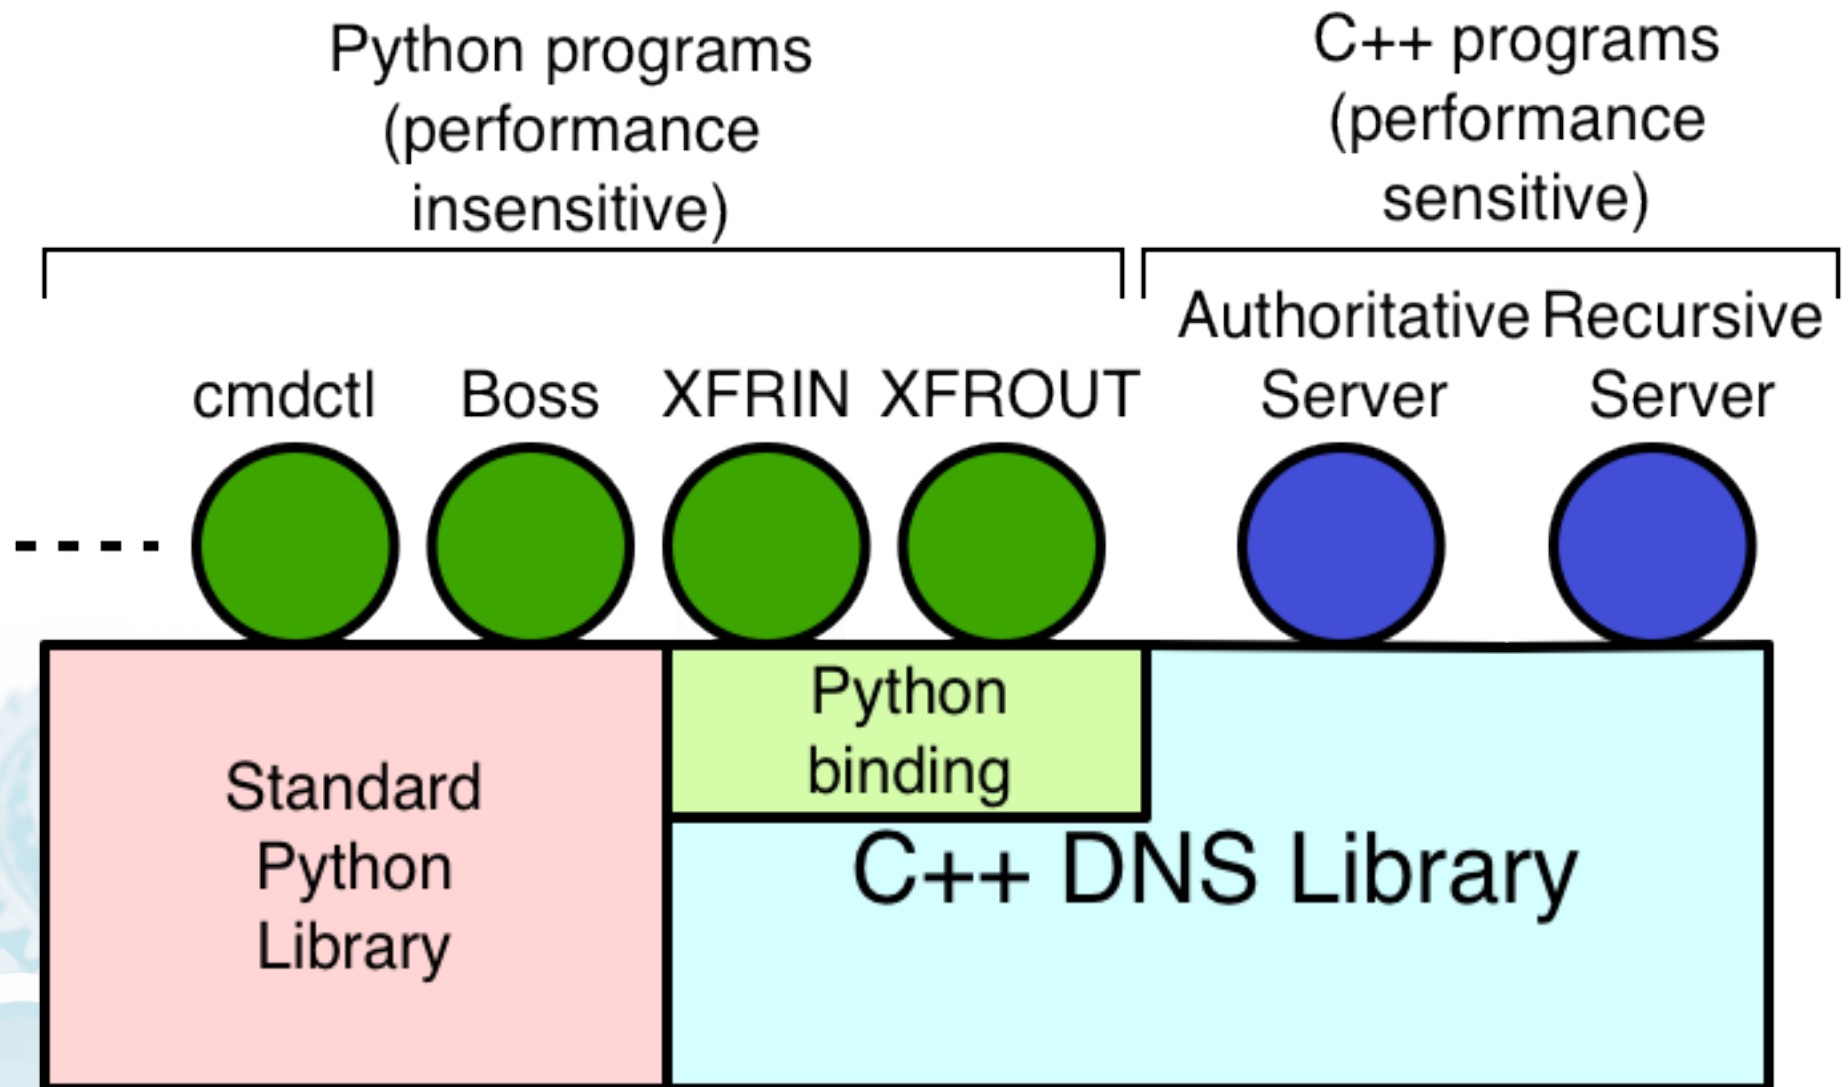 Python programs
(performance
insensitive)
C++ programs
(performance
sensitive)
cmdctl
Boss
XFRIN
XFROUT
Authoritative
Server
Recursive
Server
Python
binding
Standard
Python
Library
C++ DNS Library